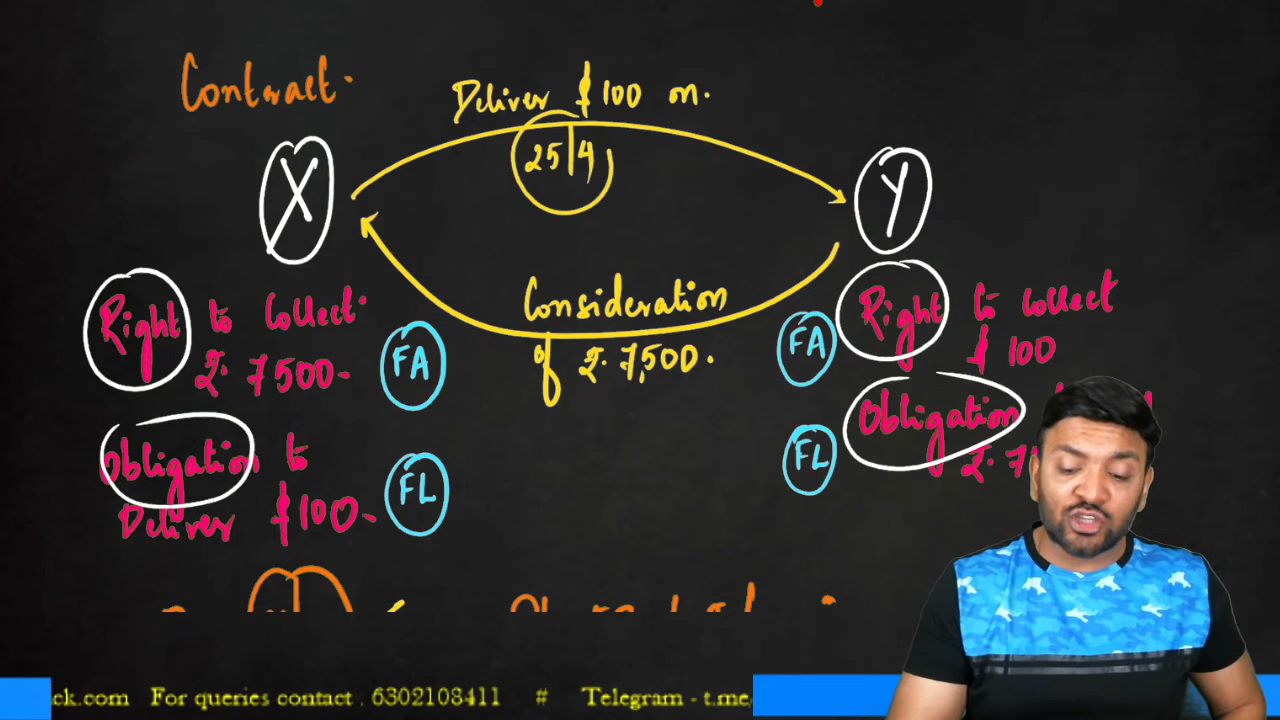 Contract.
Deliver $ 100 on.
25|4
X
Y
Consideration
of ₹. 7,500.
Right to Collect
₹. 7500-
FA
Obligation to
Deliver $100-
FL
Right to collect
$ 100
FA
Obligation
FL
ck.com For queries contact . 6302108411 # Telegram - t.me/